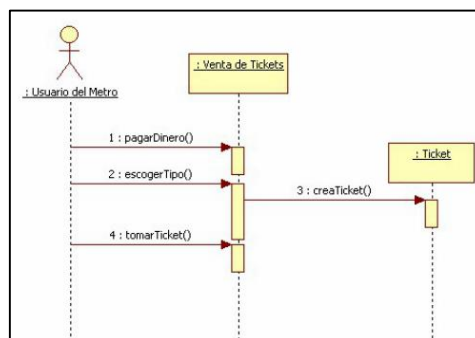 : Venta de Tickets
: Usuario del Metro
1 : pagarDinero()
: Ticket
2 : escogerTipo()
3 : creaTicket()
4 : tomarTicket()